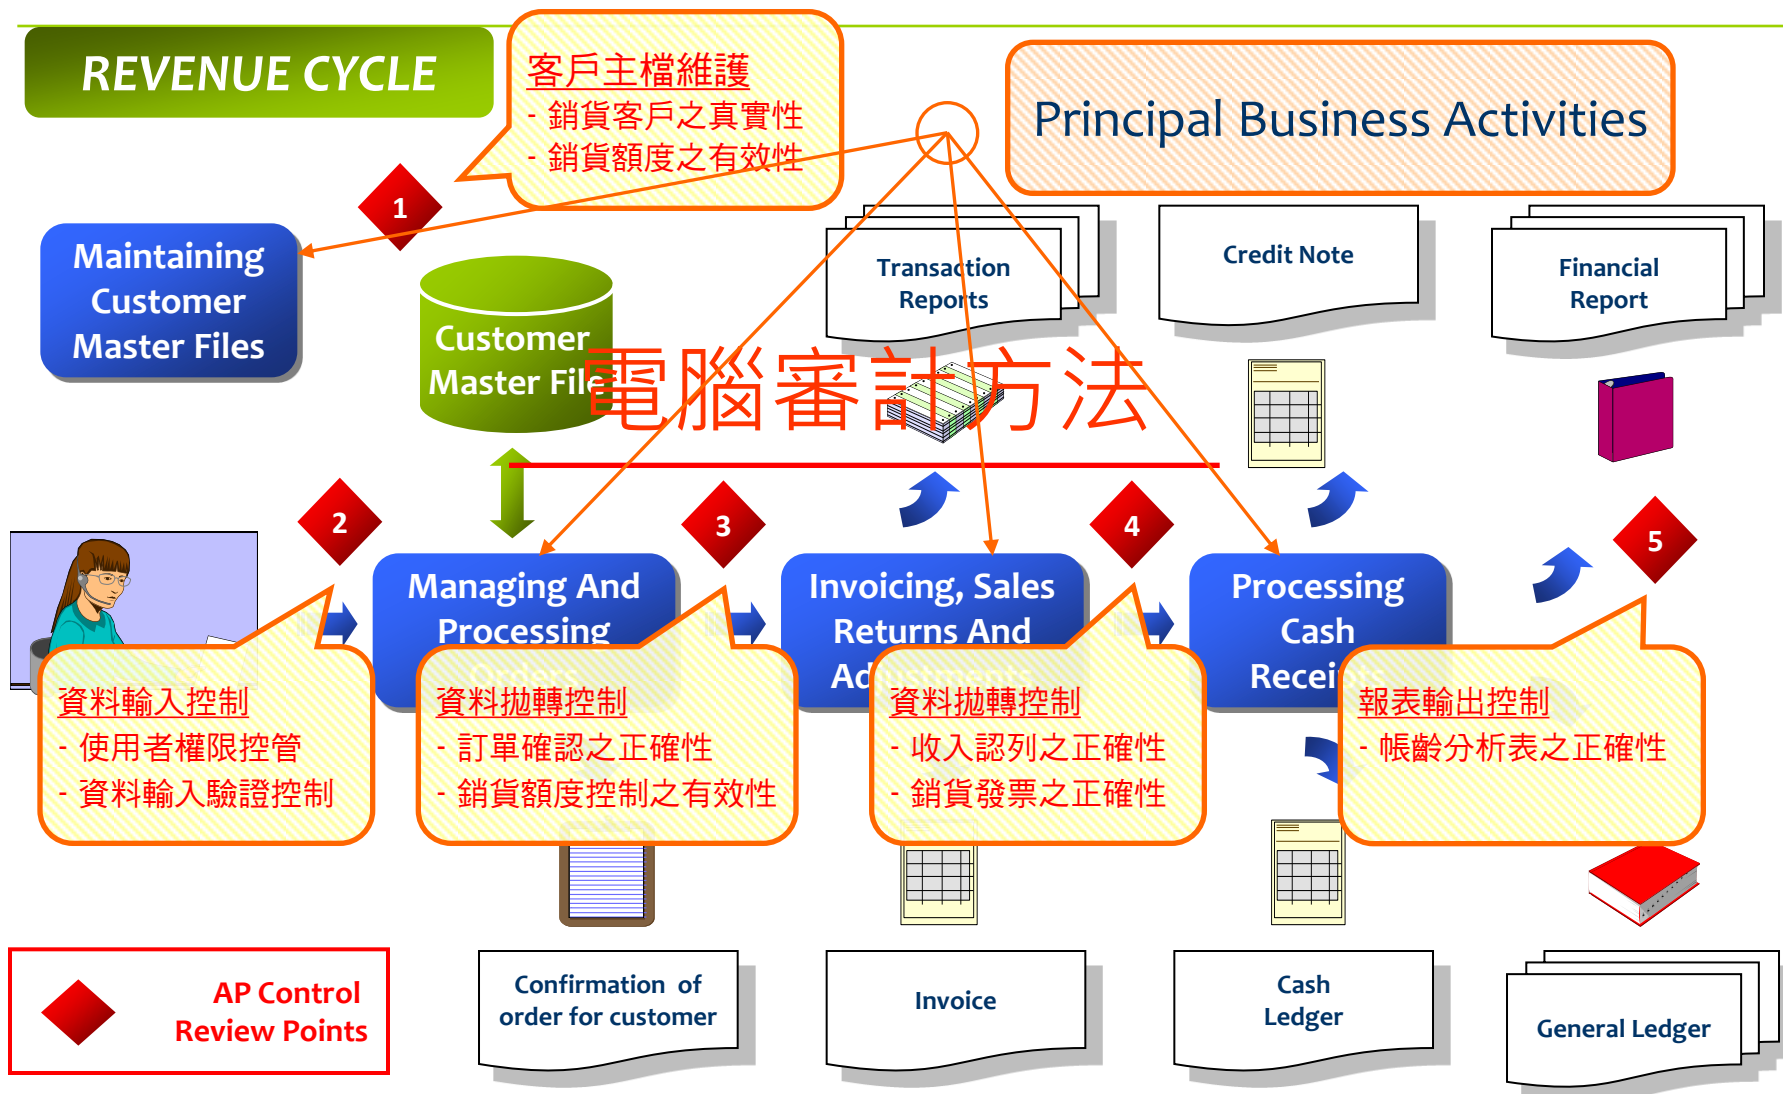 REVENUE CYCLE
客戶主檔維護
- 銷貨客戶之真實性
- 銷貨額度之有效性
Principal Business Activities
1
Maintaining
Customer
Master Files
Customer
Master File
Transaction
Reports
Credit Note
Financial
Report
電腦審計方法
2
3
4
5
Managing And
Processing
Orders
Invoicing, Sales
Returns And
Adjustments
Processing
Cash
Receipts
資料輸入控制
- 使用者權限控管
- 資料輸入驗證控制
資料拋轉控制
- 訂單確認之正確性
- 銷貨額度控制之有效性
資料拋轉控制
- 收入認列之正確性
- 銷貨發票之正確性
報表輸出控制
- 帳齡分析表之正確性
AP Control
Review Points
Confirmation of
order for customer
Invoice
Cash
Ledger
General Ledger